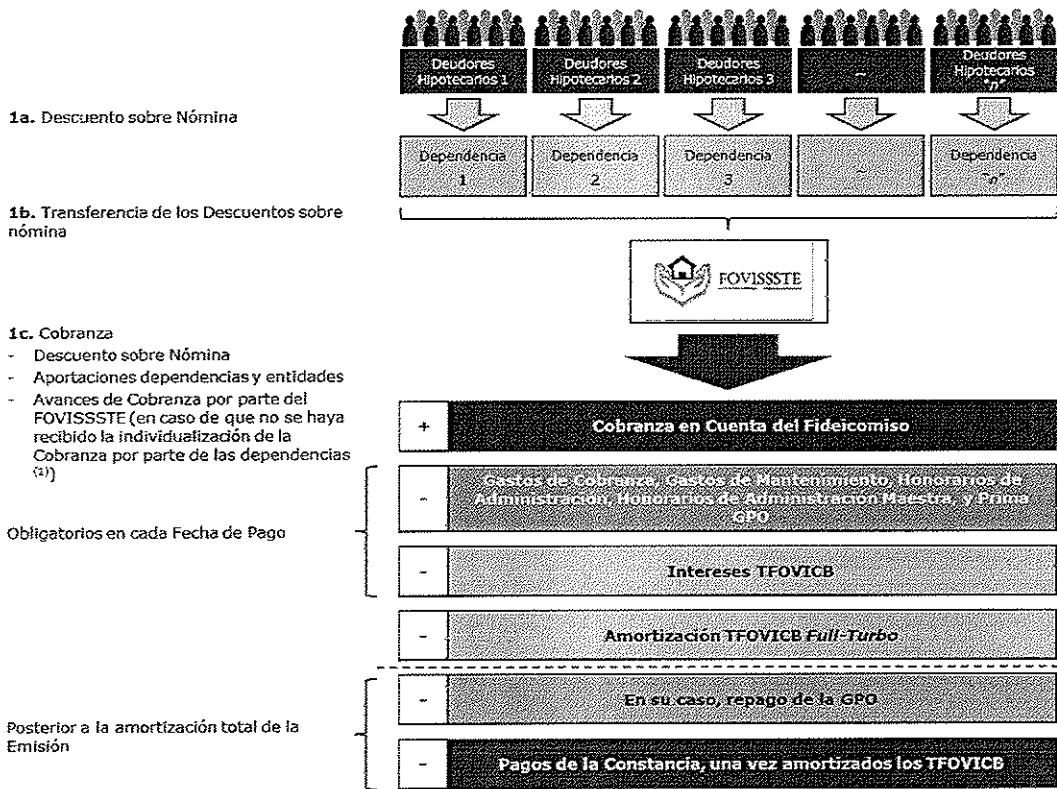 Deudores
Hipotecarios 1
Deudores
Hipotecarios 2
Deudores
Hipotecarios 3
~
Deudores
Hipotecarios
"n"
1a. Descuento sobre Nómina
Dependencia
1
Dependencia
2
Dependencia
3
~
Dependencia
"n"
1b. Transferencia de los Descuentos sobre
nómina
FOVISSSTE
1c. Cobranza
- Descuento sobre Nómina
- Aportaciones dependencias y entidades
- Avances de Cobranza por parte del
FOVISSSTE (en caso de que no se haya
recibido la individualización de la
Cobranza por parte de las dependencias
(1))
+ Cobranza en Cuenta del Fideicomiso
- Gastos de Cobranza, Gastos de Mantenimiento, Honorarios de
Administración, Honorarios de Administración Maestra, y Prima
GPO
Obligatorios en cada Fecha de Pago
- Intereses TFOVICB
- Amortización TFOVICB Full-Turbo
- En su caso, repago de la GPO
Posterior a la amortización total de la
Emisión
- Pagos de la Constancia, una vez amortizados los TFOVICB